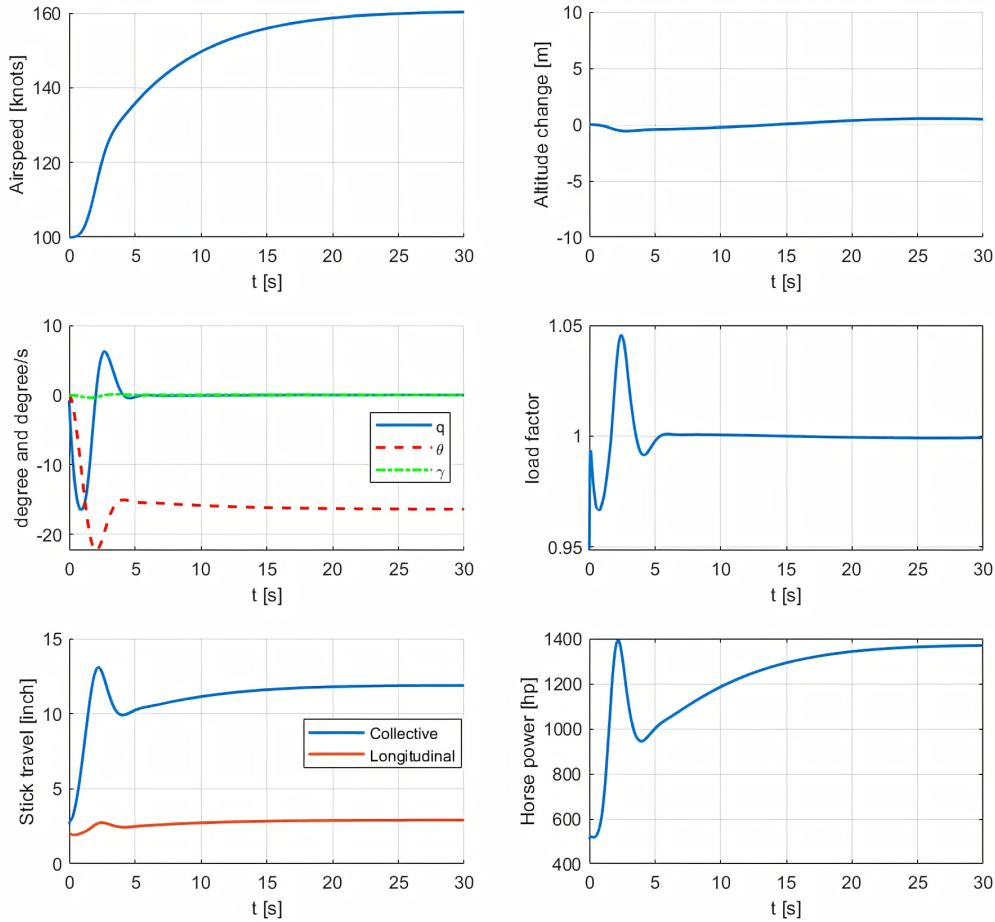 Airspeed [knots]
160
140
120
100
0 5 10 15 20 25 30
t [s]
Altitude change [m]
10
5
0
-5
-10
0 5 10 15 20 25 30
t [s]
degree and degree/s
10
0
-10
-20
q
θ
γ
0 5 10 15 20 25 30
t [s]
load factor
1.05
1
0.95
0 5 10 15 20 25 30
t [s]
Stick travel [inch]
15
10
5
0
Collective
Longitudinal
0 5 10 15 20 25 30
t [s]
Horse power [hp]
1400
1200
1000
800
600
400
0 5 10 15 20 25 30
t [s]